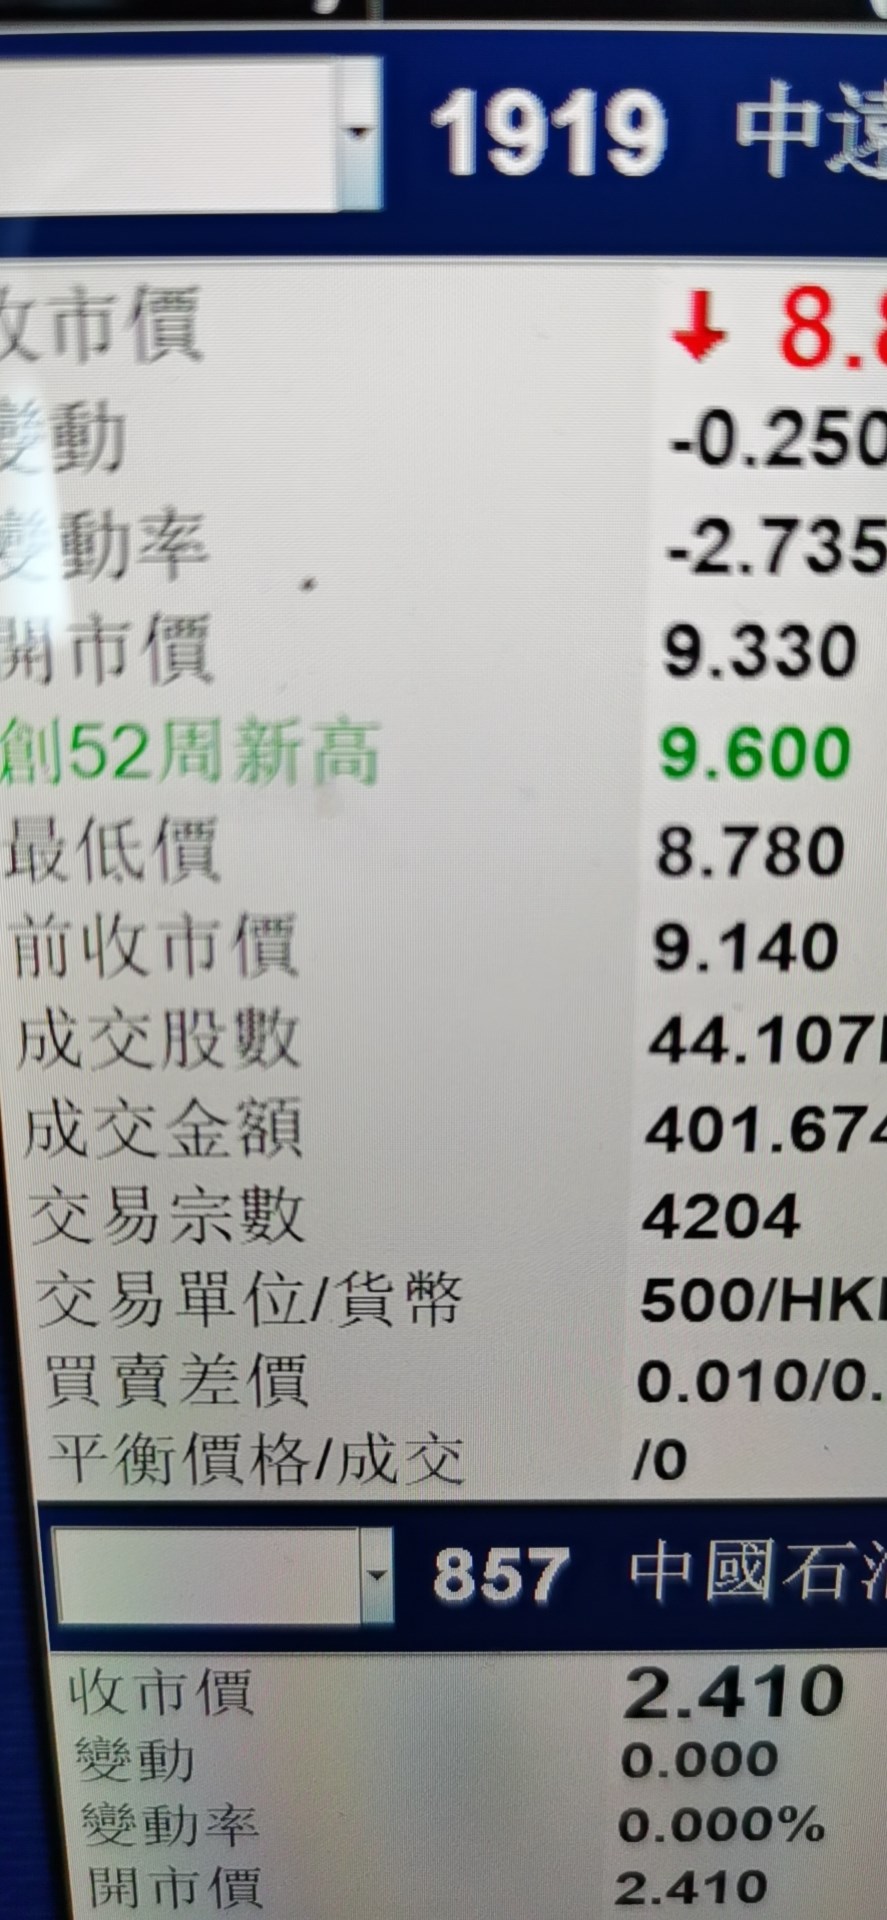 1919 中遠
收市價 ↓ 8.8
變動 -0.250
變動率 -2.735
開市價 9.330
創52周新高 9.600
最低價 8.780
前收市價 9.140
成交股數 44.107
成交金額 401.674
交易宗數 4204
交易單位/貨幣 500/HK
買賣差價 0.010/0.
平衡價格/成交 /0
857 中國石油
收市價 2.410
變動 0.000
變動率 0.000%
開市價 2.410